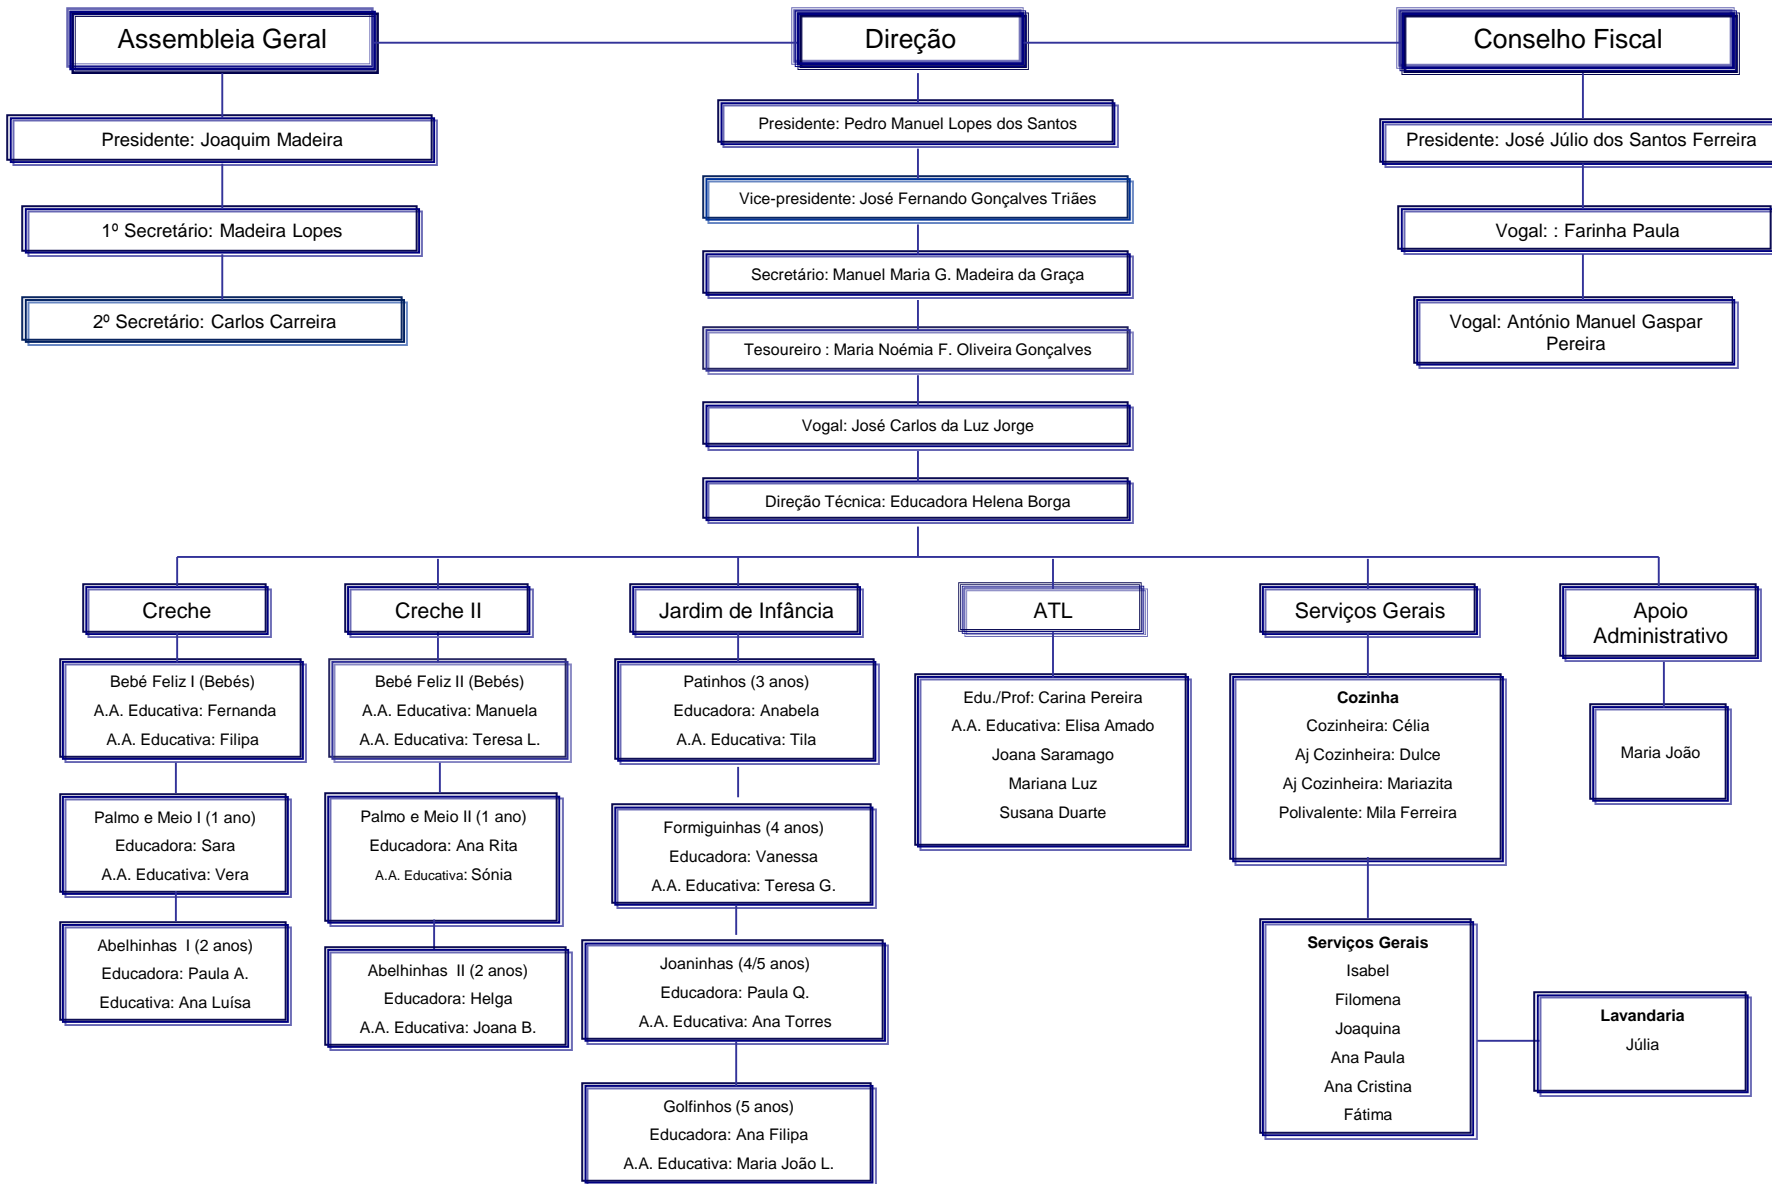 Assembleia Geral
Direção
Conselho Fiscal
Presidente: Joaquim Madeira
1º Secretário: Madeira Lopes
2º Secretário: Carlos Carreira
Presidente: Pedro Manuel Lopes dos Santos
Vice-presidente: José Fernando Gonçalves Triães
Secretário: Manuel Maria G. Madeira da Graça
Tesoureiro : Maria Noémia F. Oliveira Gonçalves
Vogal: José Carlos da Luz Jorge
Direção Técnica: Educadora Helena Borga
Presidente: José Júlio dos Santos Ferreira
Vogal: : Farinha Paula
Vogal: António Manuel Gaspar
Pereira
Creche
Bebé Feliz I (Bebés)
A.A. Educativa: Fernanda
A.A. Educativa: Filipa
Palmo e Meio I (1 ano)
Educadora: Sara
A.A. Educativa: Vera
Abelhinhas  I (2 anos)
Educadora: Paula A.
Educativa: Ana Luísa
Creche II
Bebé Feliz II (Bebés)
A.A. Educativa: Manuela
A.A. Educativa: Teresa L.
Palmo e Meio II (1 ano)
Educadora: Ana Rita
A.A. Educativa: Sónia
Abelhinhas  II (2 anos)
Educadora: Helga
A.A. Educativa: Joana B.
Jardim de Infância
Patinhos (3 anos)
Educadora: Anabela
A.A. Educativa: Tila
Formiguinhas (4 anos)
Educadora: Vanessa
A.A. Educativa: Teresa G.
Joaninhas (4/5 anos)
Educadora: Paula Q.
A.A. Educativa: Ana Torres
Golfinhos (5 anos)
Educadora: Ana Filipa
A.A. Educativa: Maria João L.
ATL
Edu./Prof: Carina Pereira
A.A. Educativa: Elisa Amado
Joana Saramago
Mariana Luz
Susana Duarte
Serviços Gerais
Cozinha
Cozinheira: Célia
Aj Cozinheira: Dulce
Aj Cozinheira: Mariazita
Polivalente: Mila Ferreira
Serviços Gerais
Isabel
Filomena
Joaquina
Ana Paula
Ana Cristina
Fátima
Lavandaria
Júlia
Apoio
Administrativo
Maria João